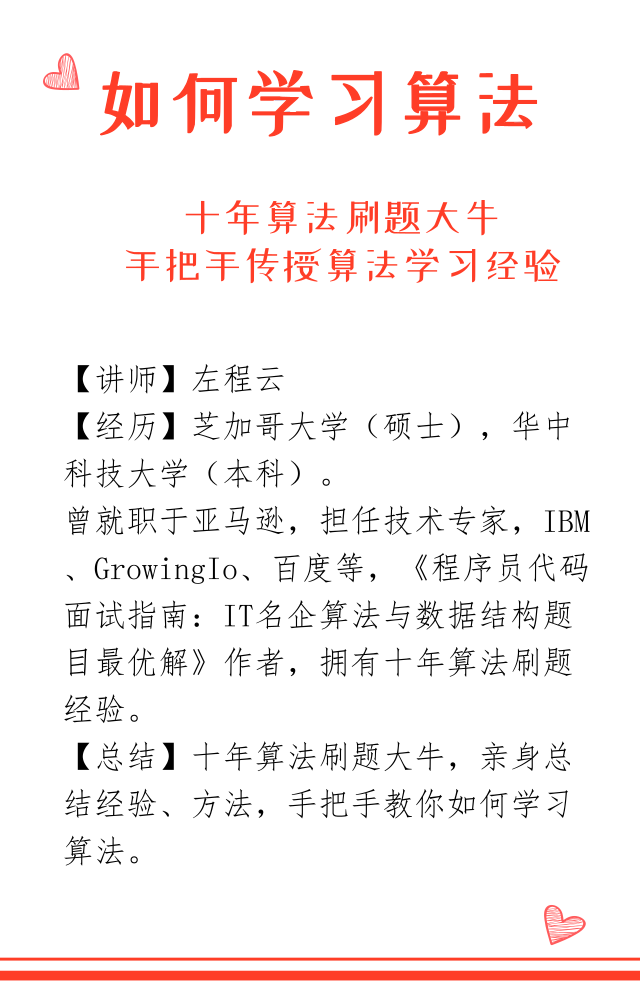 如何学习算法
十年算法刷题大牛
手把手传授算法学习经验
【讲师】左程云
【经历】芝加哥大学（硕士），华中
科技大学（本科）。
曾就职于亚马逊，担任技术专家，IBM
、GrowingIo、百度等，《程序员代码
面试指南：IT名企算法与数据结构题
目最优解》作者，拥有十年算法刷题
经验。
【总结】十年算法刷题大牛，亲身总
结经验、方法，手把手教你如何学习
算法。